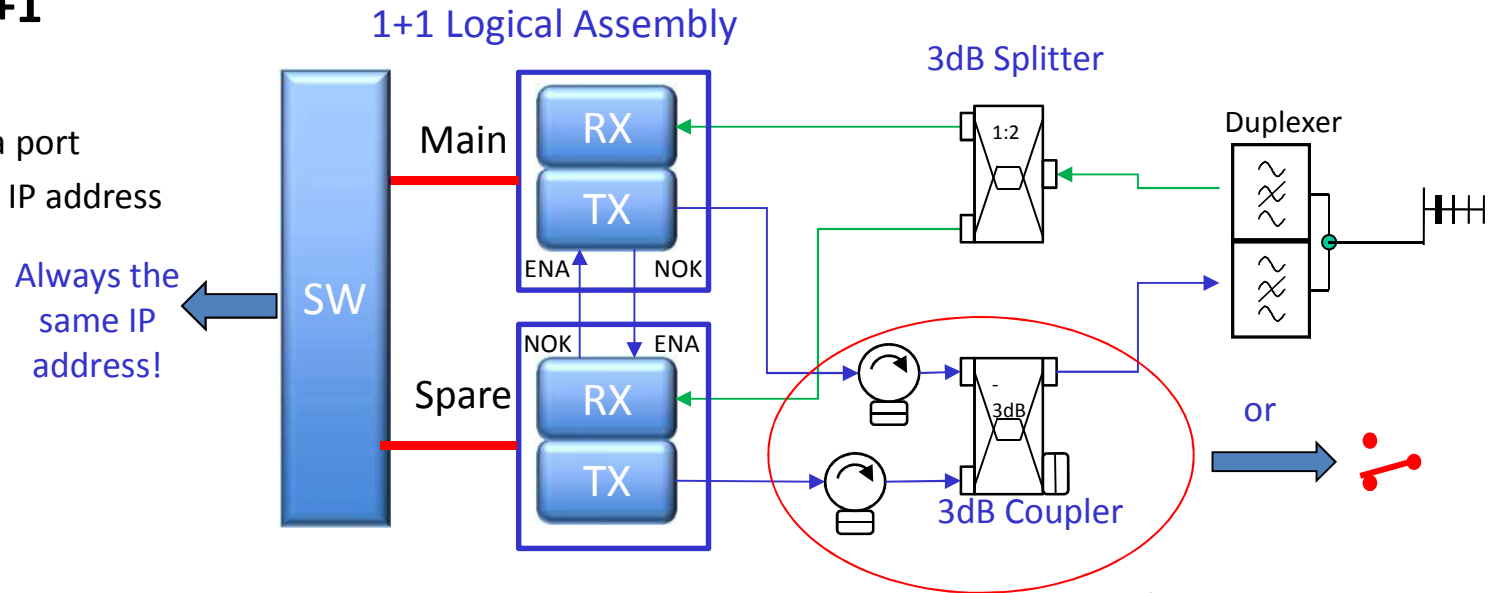 +1
1+1 Logical Assembly
3dB Splitter
a port
IP address
Always the
same IP
address!
SW
Main
RX
TX
ENA
NOK
1:2
Duplexer
NOK
ENA
Spare
RX
TX
-
3dB
3dB Coupler
or